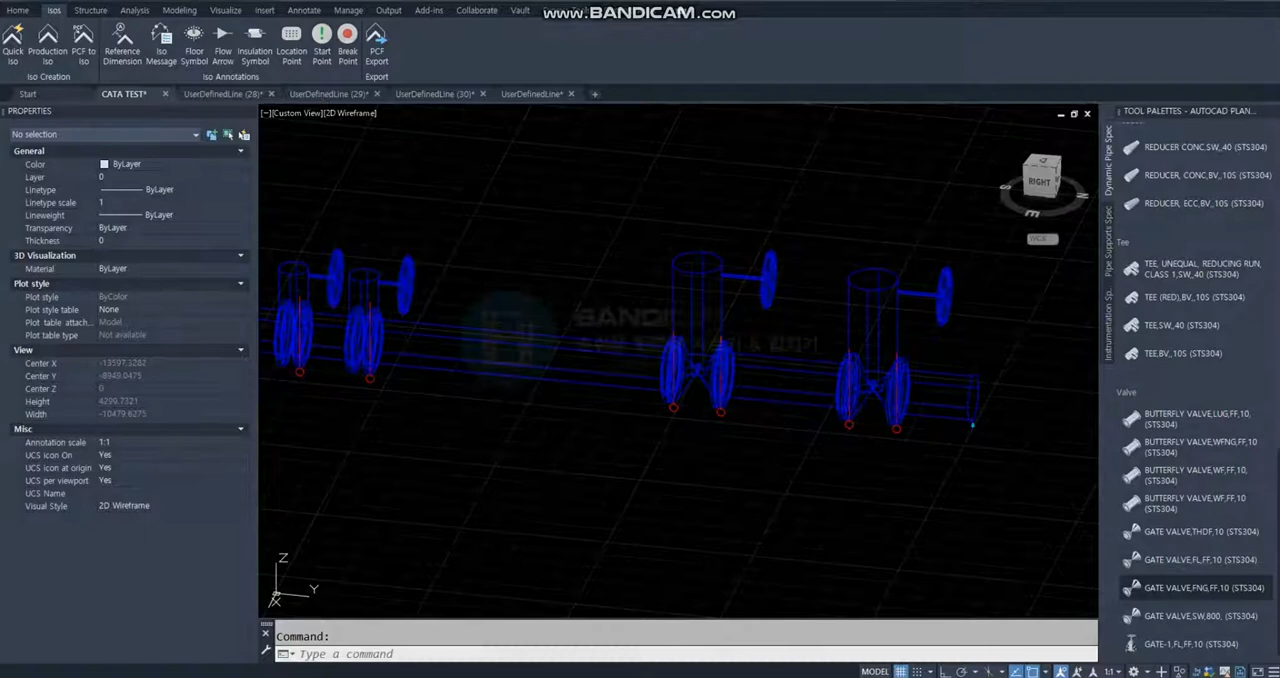 www.BANDICAM.com
Home Isos Structure Analysis Modeling Visualize Insert Annotate Manage Output Add-ins Collaborate Vault
Quick Iso
Production Iso
PCF to Iso
Reference Dimension
Iso Message
Floor Symbol
Flow Arrow
Insulation Symbol
Location Point
Start Point
Break Point
PCF Export
Iso Creation
Iso Annotations
Export
Start CATA TEST* UserDefinedLine (28)* UserDefinedLine (29)* UserDefinedLine (30)* UserDefinedLine*
PROPERTIES
No selection
General
Color ByLayer
Layer 0
Linetype ByLayer
Linetype scale 1
Lineweight ByLayer
Transparency ByLayer
Thickness 0
3D Visualization
Material ByLayer
Plot style
Plot style ByColor
Plot style table None
Plot table attach... Model
Plot table type Not available
View
Center X -13597.3282
Center Y -8949.0475
Center Z 0
Height 4299.7321
Width -10479.6275
Misc
Annotation scale 1:1
UCS icon On Yes
UCS icon at origin Yes
UCS per viewport Yes
UCS Name
Visual Style 2D Wireframe
[−][Custom View][2D Wireframe]
RIGHT
S
E
N
WCS
BANDICAM
Z
Y
X
Command:
Type a command
TOOL PALETTES - AUTOCAD PLAN...
Dynamic Pipe Spec
Pipe Supports Spec
Instrumentation Sp...
REDUCER CONC,SW,,40 (STS304)
REDUCER, CONC,BV,,10S (STS304)
REDUCER, ECC,BV,,10S (STS304)
Tee
TEE, UNEQUAL, REDUCING RUN,
CLASS 1,SW,,40 (STS304)
TEE (RED),BV,,10S (STS304)
TEE,SW,,40 (STS304)
TEE,BV,,10S (STS304)
Valve
BUTTERFLY VALVE,LUG,FF,10,
(STS304)
BUTTERFLY VALVE,WFNG,FF,10
(STS304)
BUTTERFLY VALVE,WF,FF,10,
(STS304)
BUTTERFLY VALVE,WF,FF,10
(STS304)
GATE VALVE,THDF,10 (STS304)
GATE VALVE,FL,FF,10 (STS304)
GATE VALVE,FNG,FF,10 (STS304)
GATE VALVE,SW,800, (STS304)
GATE-1,FL,FF,10 (STS304)
MODEL 1:1